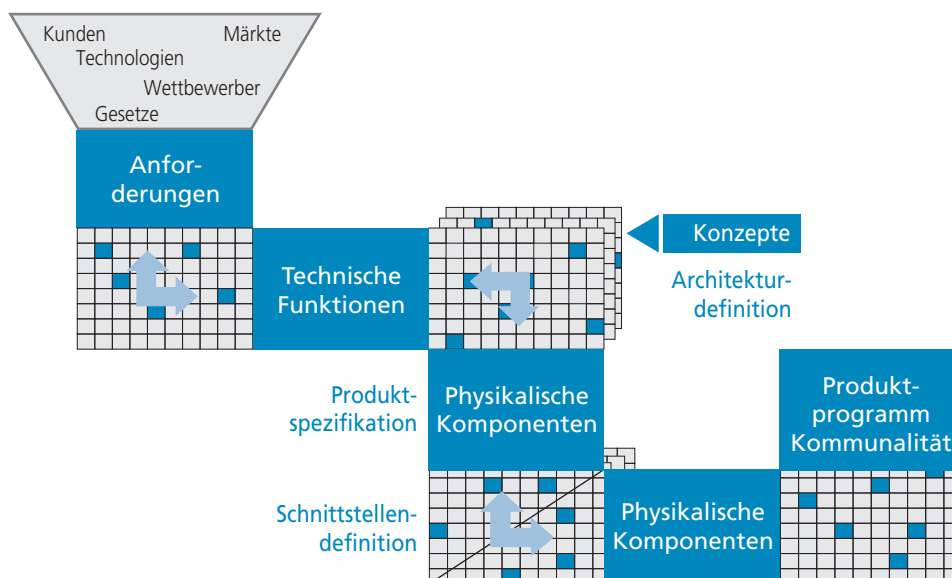 Kunden Märkte
Technologien
Wettbewerber
Gesetze
Anfor-
derungen
Technische
Funktionen
Konzepte
Architektur-
definition
Produkt-
spezifikation
Physikalische
Komponenten
Produkt-
programm
Kommunalität
Schnittstellen-
definition
Physikalische
Komponenten